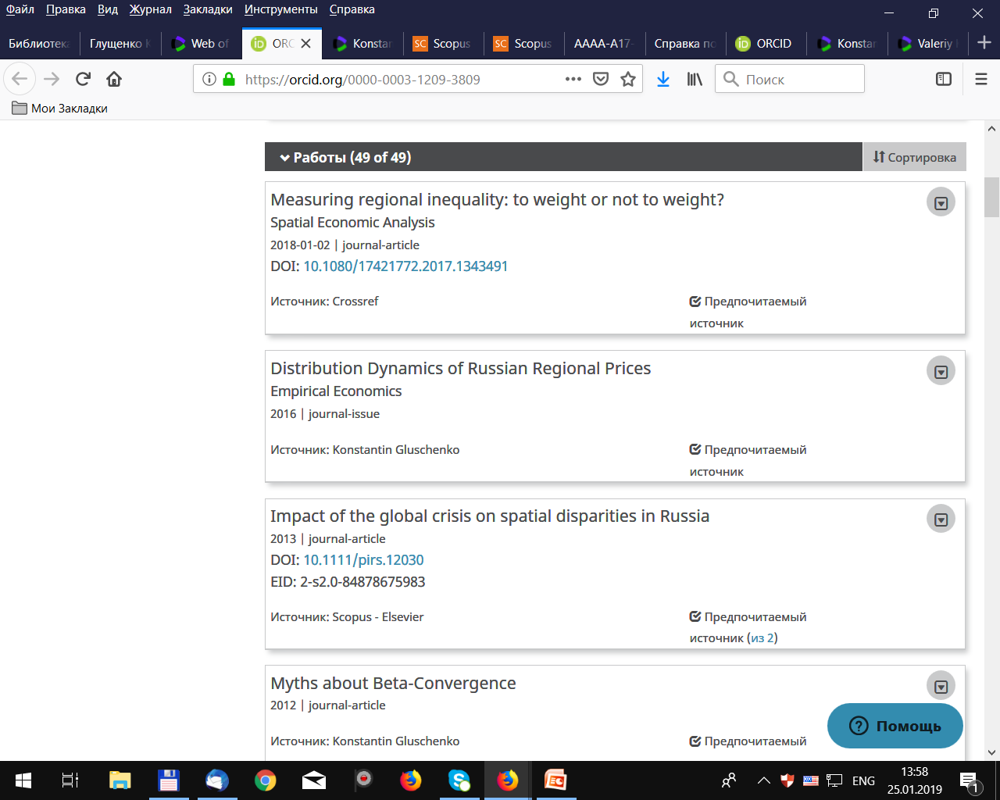 Файл Правка Вид Журнал Закладки Инструменты Справка
Библиотека Глущенко К Web of ORC Konstan SC Scopus SC Scopus AAAA-A17- Справка по ORCID Konstan Valeriy
https://orcid.org/0000-0003-1209-3809
Поиск
Мои Закладки
Работы (49 of 49)
Сортировка
Measuring regional inequality: to weight or not to weight?
Spatial Economic Analysis
2018-01-02 | journal-article
DOI: 10.1080/17421772.2017.1343491
Источник: Crossref
Предпочитаемый
источник
Distribution Dynamics of Russian Regional Prices
Empirical Economics
2016 | journal-issue
Источник: Konstantin Gluschenko
Предпочитаемый
источник
Impact of the global crisis on spatial disparities in Russia
2013 | journal-article
DOI: 10.1111/pirs.12030
EID: 2-s2.0-84878675983
Источник: Scopus - Elsevier
Предпочитаемый
источник (из 2)
Myths about Beta-Convergence
2012 | journal-article
Источник: Konstantin Gluschenko
Предпочитаемый
Помощь
ENG
13:58
25.01.2019
1